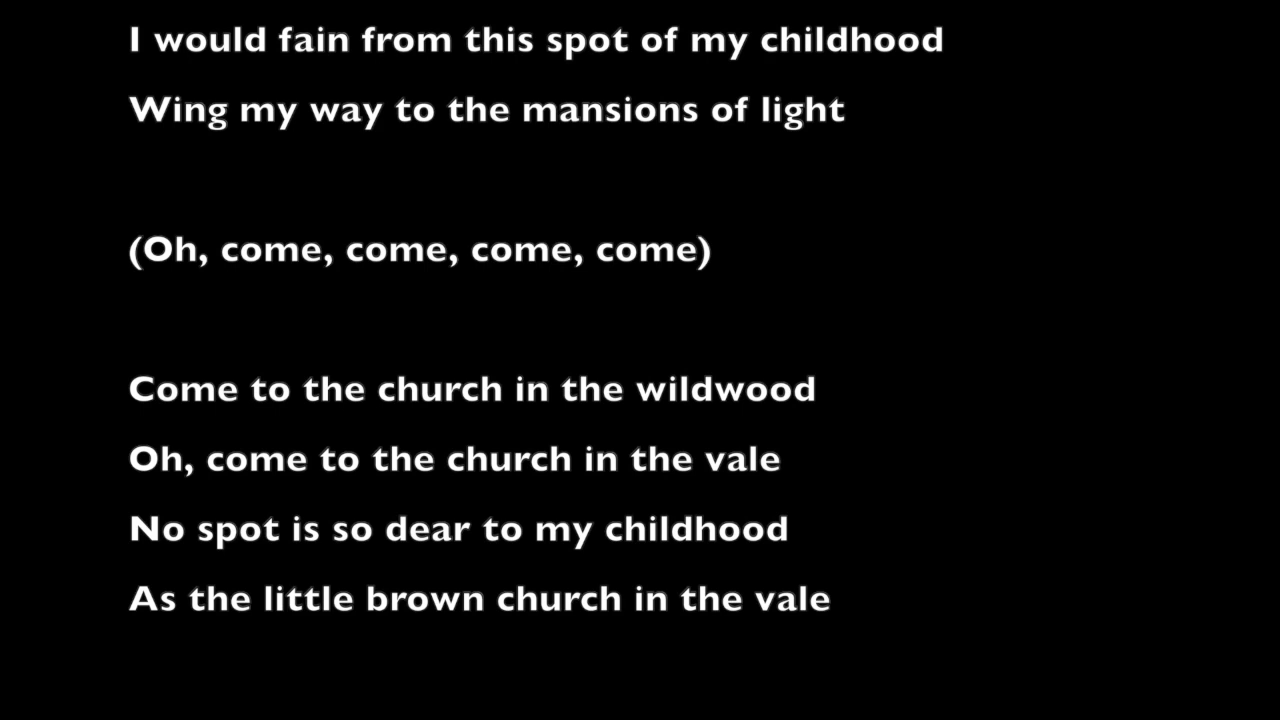 I would fain from this spot of my childhood
Wing my way to the mansions of light
(Oh, come, come, come, come)
Come to the church in the wildwood
Oh, come to the church in the vale
No spot is so dear to my childhood
As the little brown church in the vale